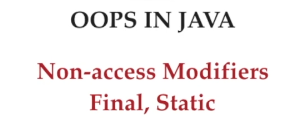 OOPS IN JAVA
Non-access Modifiers
Final, Static